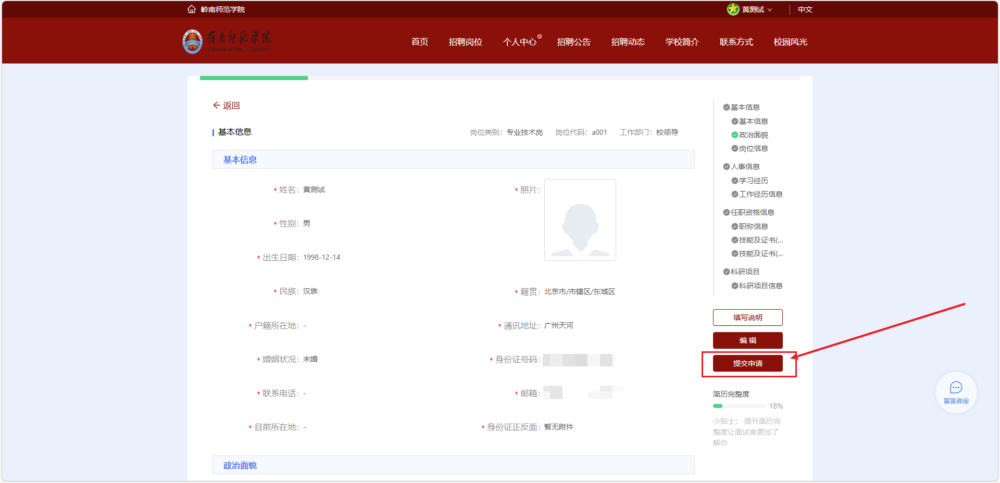 岭南师范学院
黄测试
中文
嶺南师范學院
LINGNAN NORMAL UNIVERSITY
首页 招聘岗位 个人中心 招聘公告 招聘动态 学校简介 联系方式 校园风光
返回
基本信息
岗位类别：专业技术岗 岗位代码：a001 工作部门：校领导
基本信息
* 姓名：黄测试
* 照片：
* 性别：男
* 出生日期：1998-12-14
* 民族：汉族
* 籍贯：北京市/市辖区/东城区
* 户籍所在地：-
* 通讯地址：广州天河
* 婚姻状况：未婚
* 身份证号码：
* 联系电话：-
* 邮箱：
* 目前所在地：-
* 身份证正反面：暂无附件
政治面貌
基本信息
基本信息
政治面貌
岗位信息
人事信息
学习经历
工作经历信息
任职资格信息
职称信息
技能及证书(...
技能及证书(...
科研项目
科研项目信息
填写说明
编 辑
提交申请
简历完整度
18%
小贴士： 提升简历完
整度让面试官更加了
解你
留言咨询